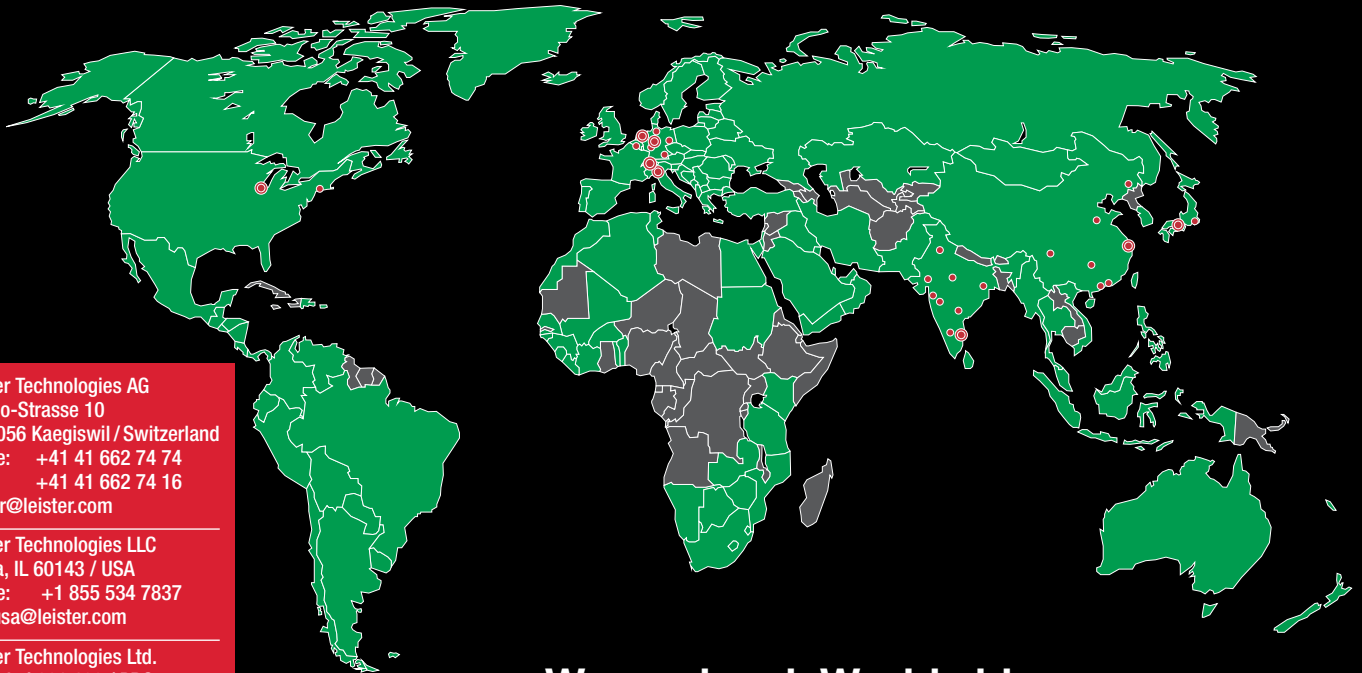 er Technologies AG
o-Strasse 10
056 Kaegiswil / Switzerland
e: +41 41 662 74 74
+41 41 662 74 16
r@leister.com
er Technologies LLC
a, IL 60143 / USA
e: +1 855 534 7837
usa@leister.com
er Technologies Ltd.